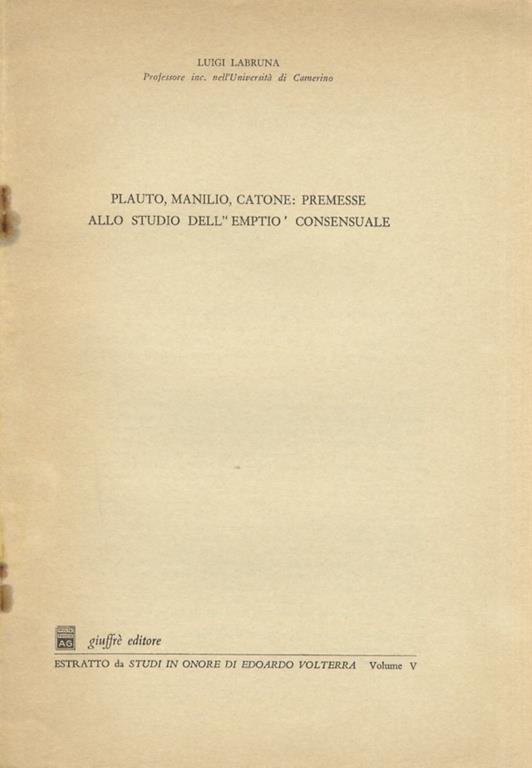 LUIGI LABRUNA
Professore inc. nell'Università di Camerino
PLAUTO, MANILIO, CATONE: PREMESSE
ALLO STUDIO DELL'' EMPTIO ' CONSENSUALE
AG
giuffrè editore
ESTRATTO da STUDI IN ONORE DI EDOARDO VOLTERRA Volume V